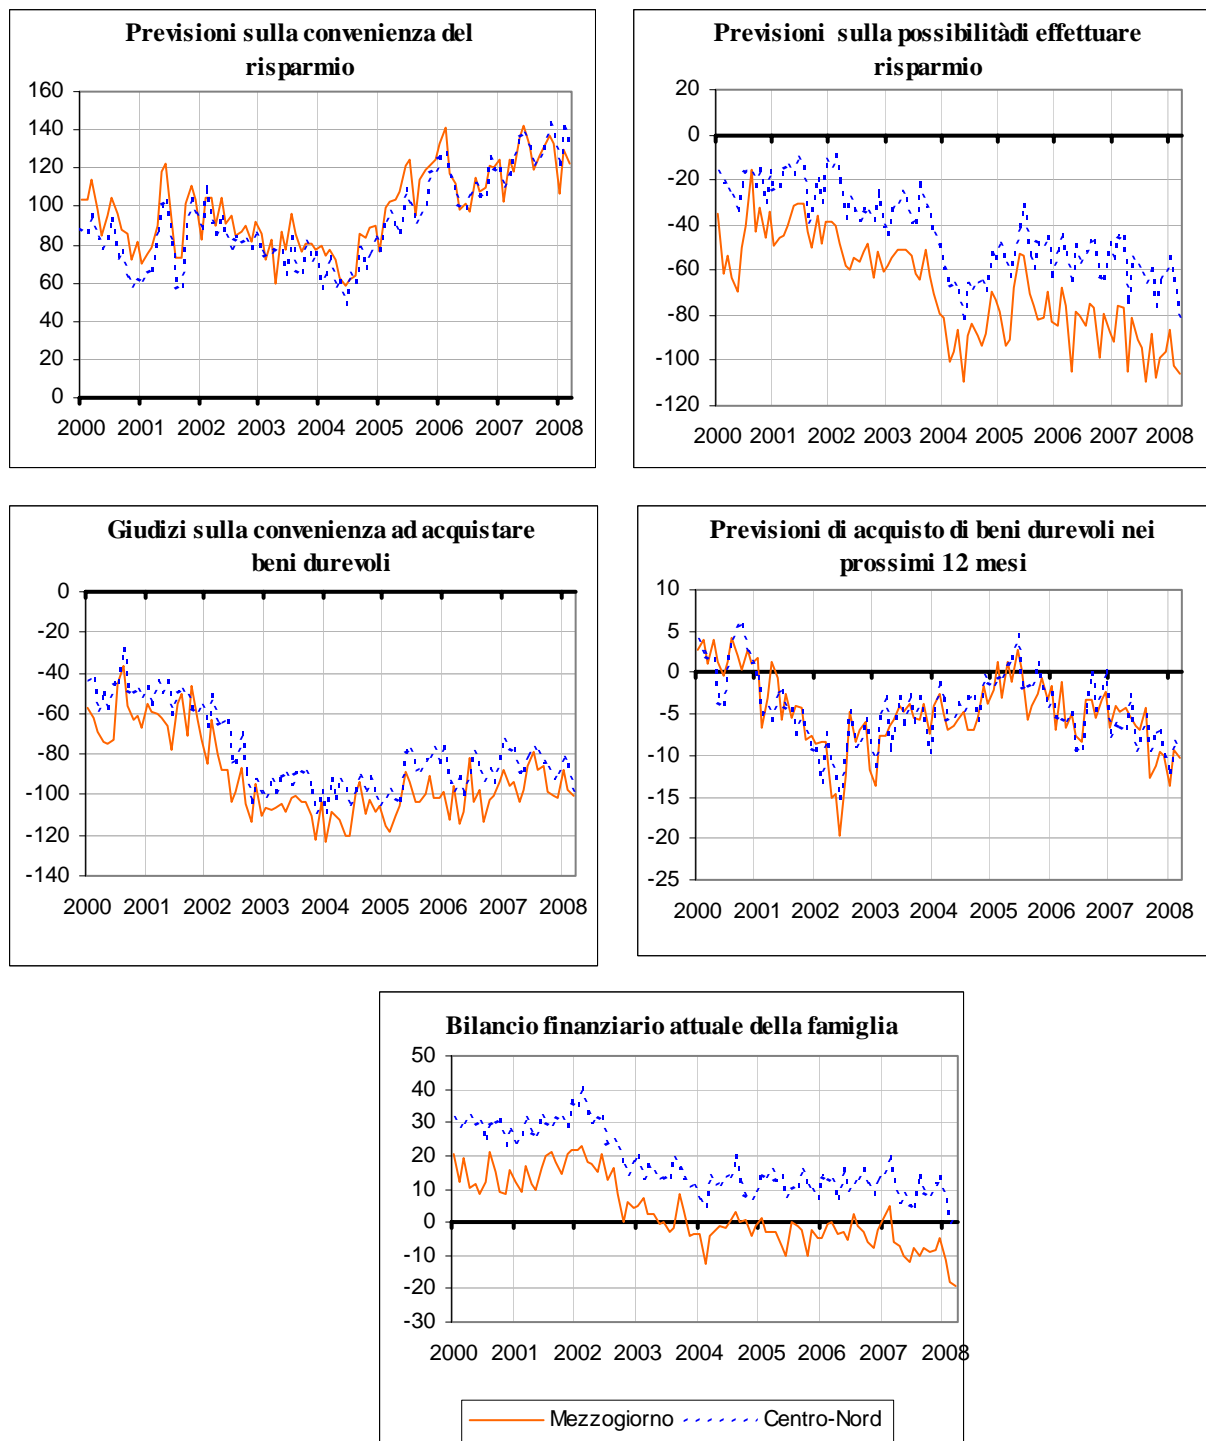 Previsioni sulla convenienza del
risparmio
160
140
120
100
80
60
40
20
0
2000 2001 2002 2003 2004 2005 2006 2007 2008
Previsioni sulla possibilitàdi effettuare
risparmio
20
0
-20
-40
-60
-80
-100
-120
2000 2001 2002 2003 2004 2005 2006 2007 2008
Giudizi sulla convenienza ad acquistare
beni durevoli
0
-20
-40
-60
-80
-100
-120
-140
2000 2001 2002 2003 2004 2005 2006 2007 2008
Previsioni di acquisto di beni durevoli nei
prossimi 12 mesi
10
5
0
-5
-10
-15
-20
-25
2000 2001 2002 2003 2004 2005 2006 2007 2008
Bilancio finanziario attuale della famiglia
50
40
30
20
10
0
-10
-20
-30
2000 2001 2002 2003 2004 2005 2006 2007 2008
Mezzogiorno Centro-Nord